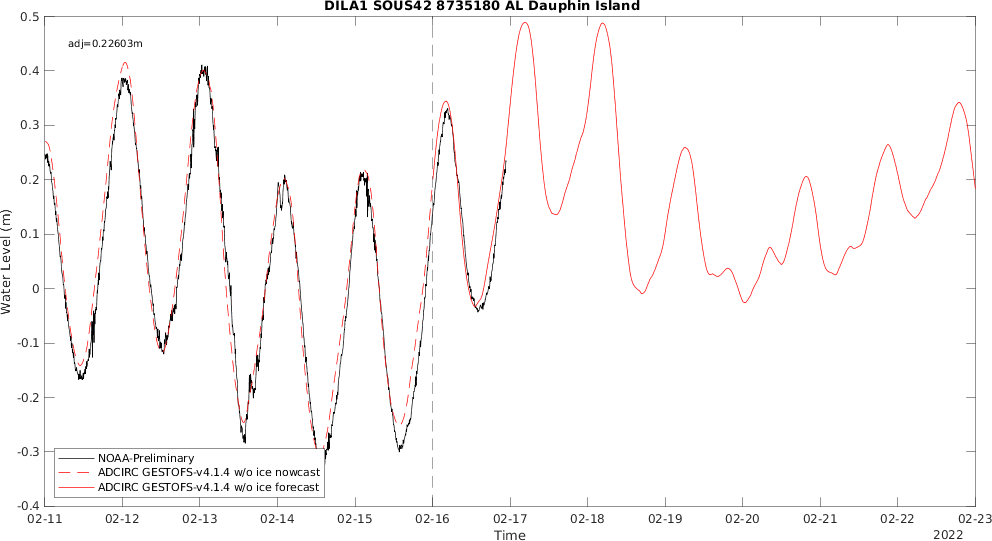 DILA1 SOUS42 8735180 AL Dauphin Island
adj=0.22603m
Water Level (m)
0.5
0.4
0.3
0.2
0.1
0
-0.1
-0.2
-0.3
-0.4
NOAA-Preliminary
ADCIRC GESTOFS-v4.1.4 w/o ice nowcast
ADCIRC GESTOFS-v4.1.4 w/o ice forecast
02-11 02-12 02-13 02-14 02-15 02-16 02-17 02-18 02-19 02-20 02-21 02-22 02-23
Time
2022